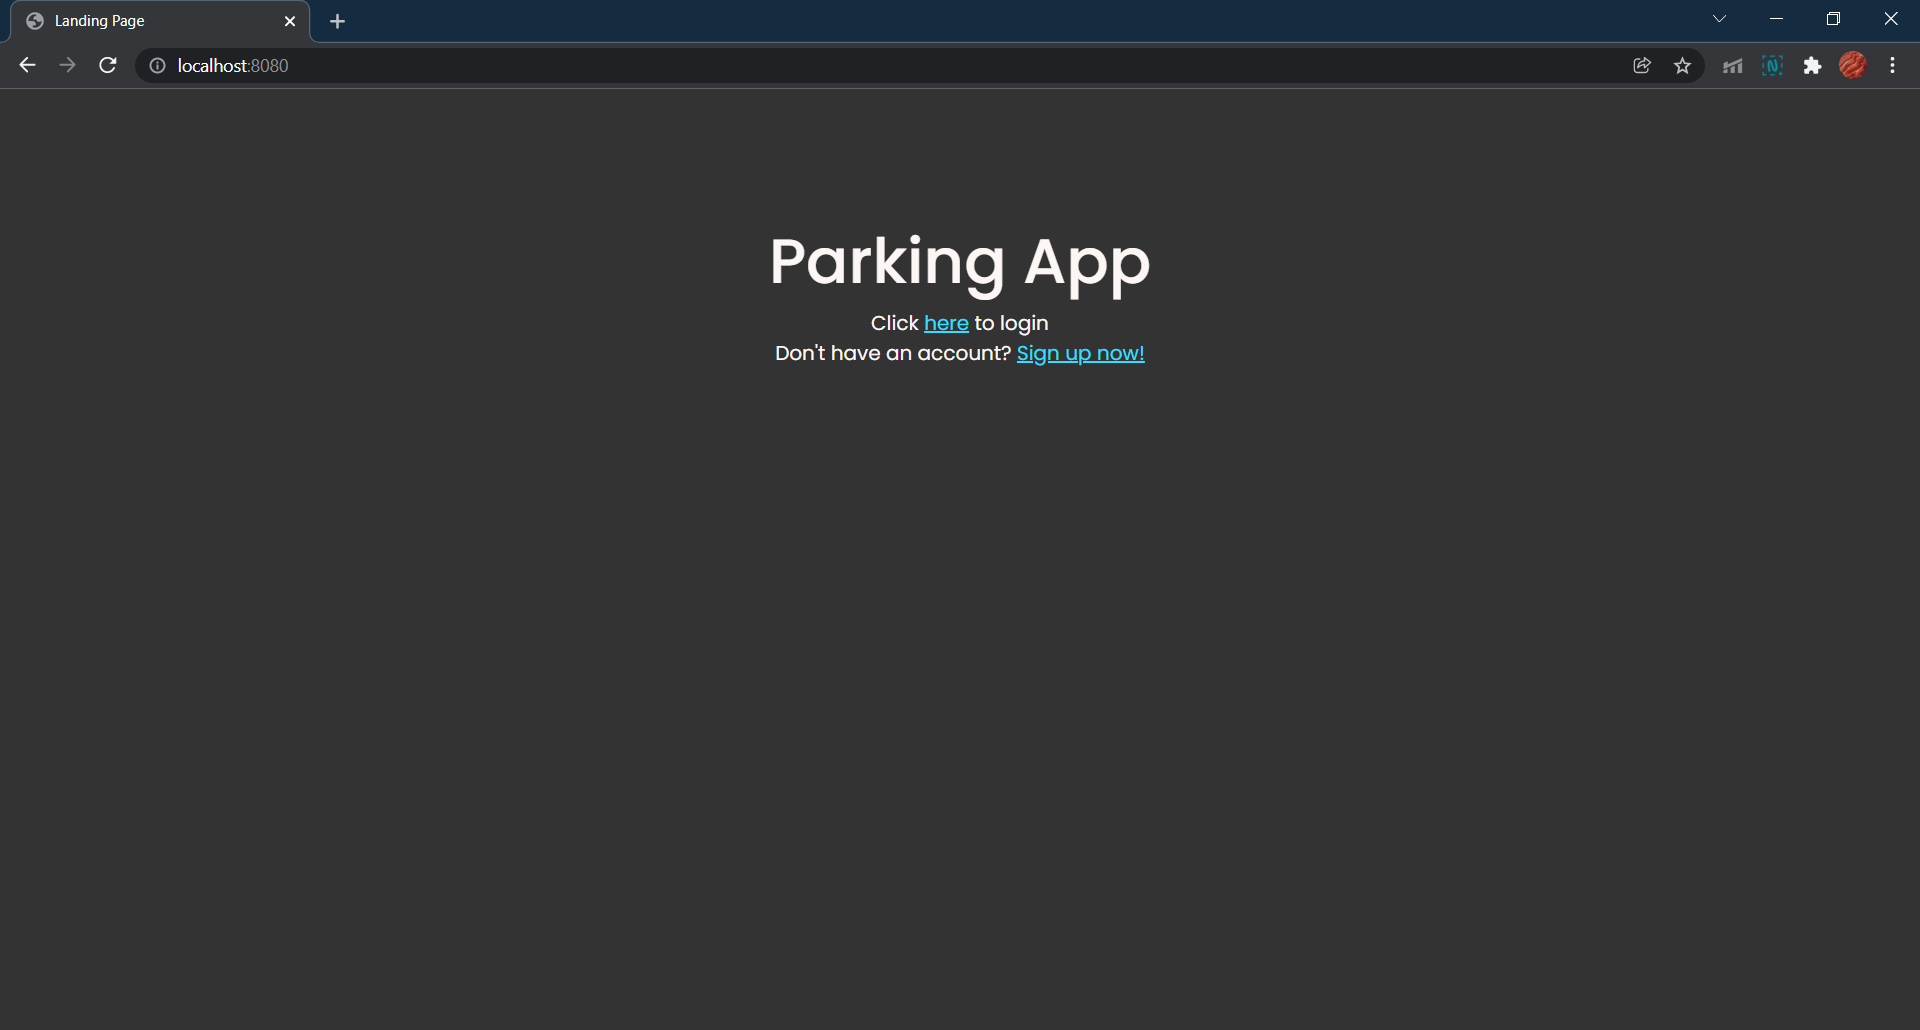 Landing Page
localhost:8080
Parking App
Click here to login
Don't have an account? Sign up now!